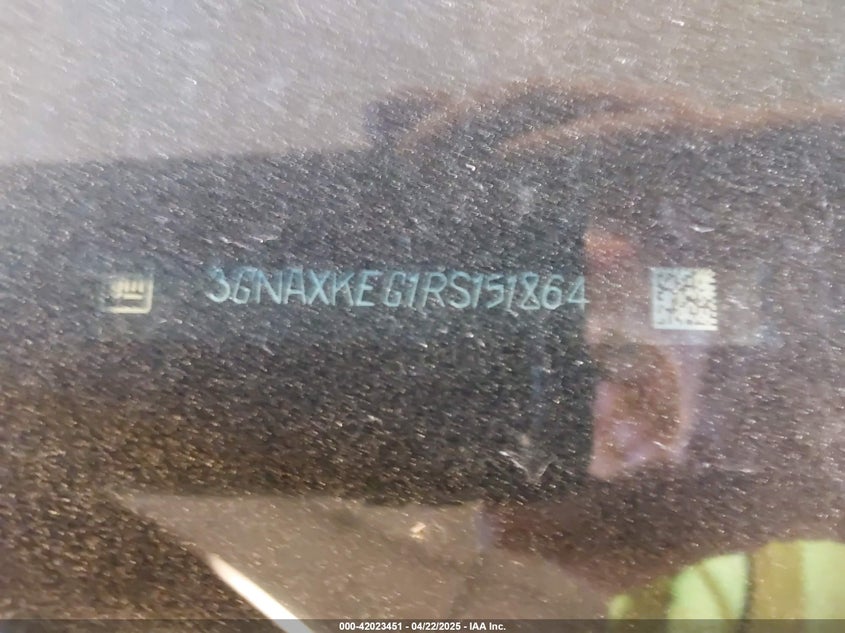 3GNAXKEG1RS151864
000-42023451 - 04/22/2025 - IAA Inc.